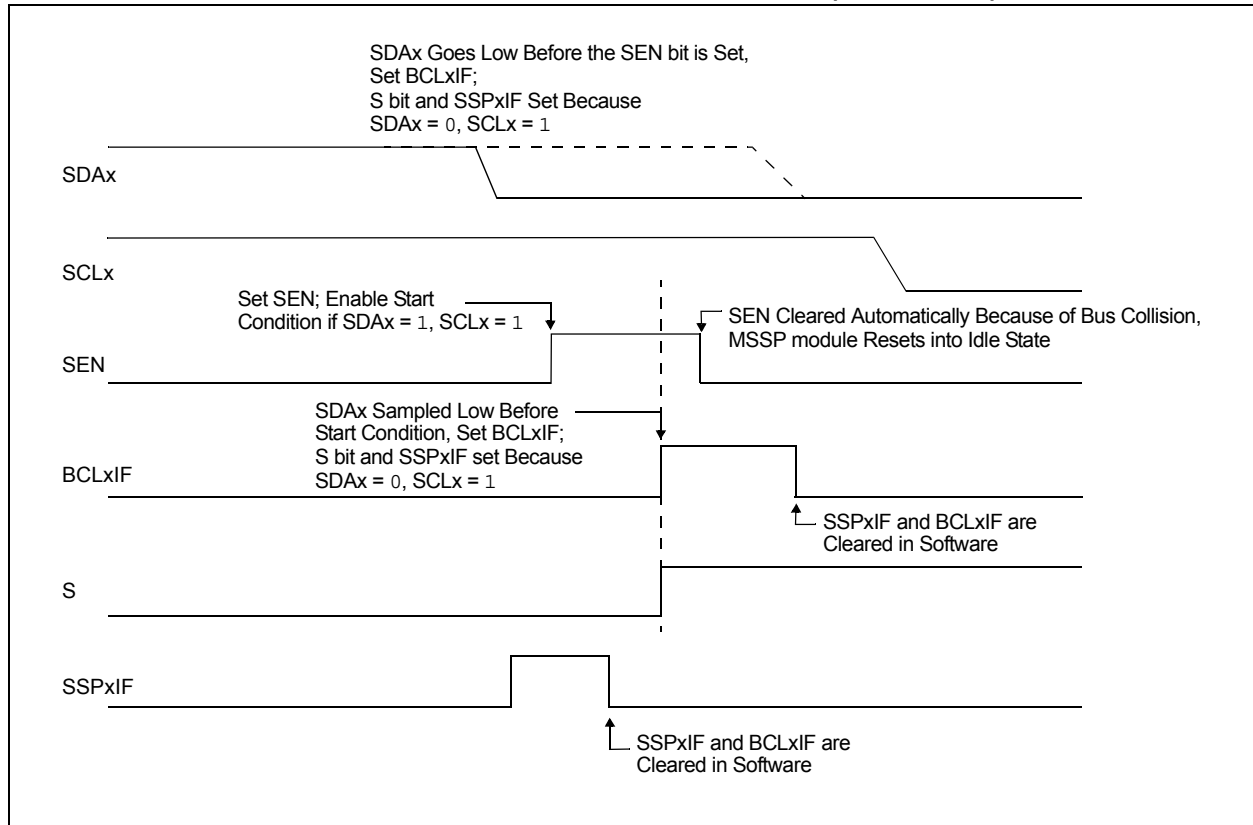 SDAx Goes Low Before the SEN bit is Set,
Set BCLxIF;
S bit and SSPxIF Set Because
SDAx = 0, SCLx = 1
SDAx
SCLx
Set SEN; Enable Start
Condition if SDAx = 1, SCLx = 1
SEN Cleared Automatically Because of Bus Collision,
MSSP module Resets into Idle State
SEN
SDAx Sampled Low Before
Start Condition, Set BCLxIF;
S bit and SSPxIF set Because
SDAx = 0, SCLx = 1
BCLxIF
SSPxIF and BCLxIF are
Cleared in Software
S
SSPxIF
SSPxIF and BCLxIF are
Cleared in Software